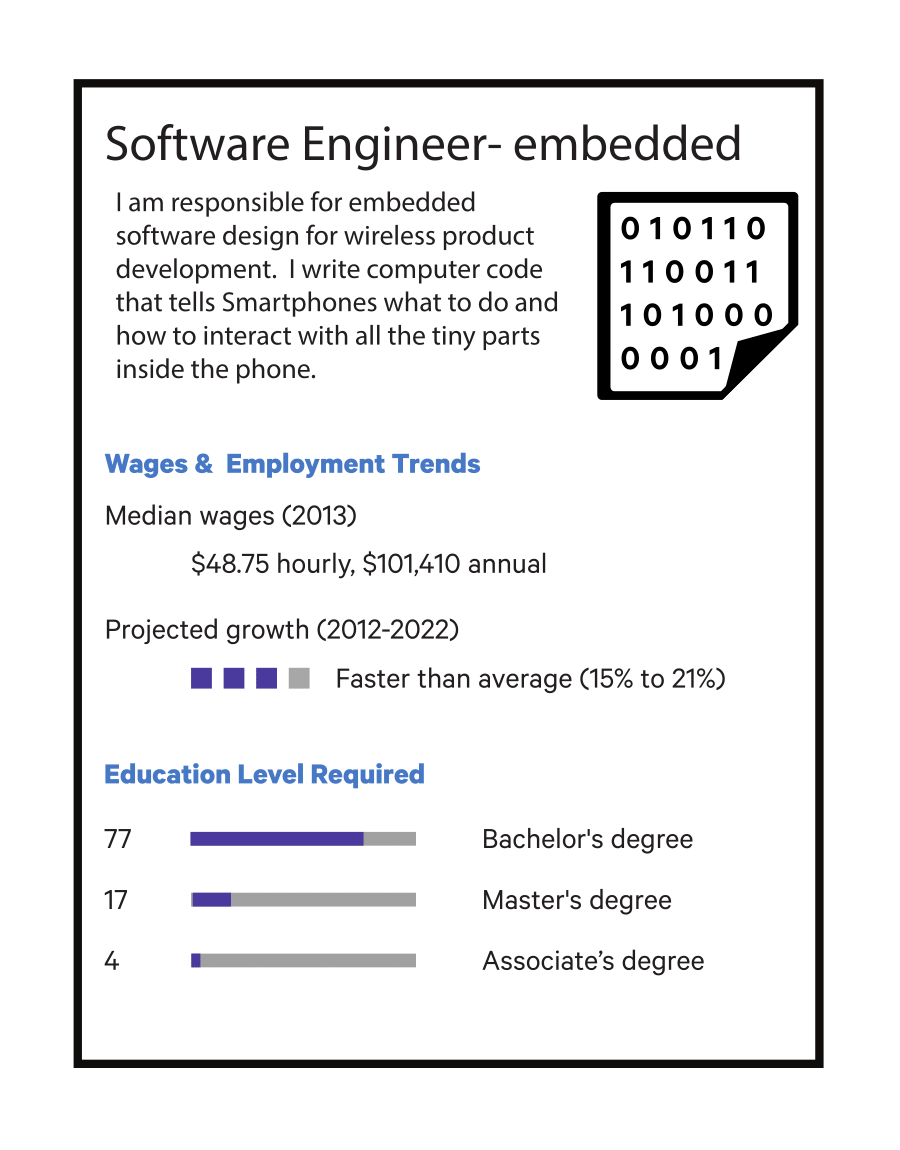 Software Engineer- embedded
I am responsible for embedded
software design for wireless product
development.  I write computer code
that tells Smartphones what to do and
how to interact with all the tiny parts
inside the phone.
0 1 0 1 1 0
1 1 0 0 1 1
1 0 1 0 0 0
0 0 0 1
Wages &  Employment Trends
Median wages (2013)
$48.75 hourly, $101,410 annual
Projected growth (2012-2022)
Faster than average (15% to 21%)
Education Level Required
77 Bachelor's degree
17 Master's degree
4 Associate’s degree